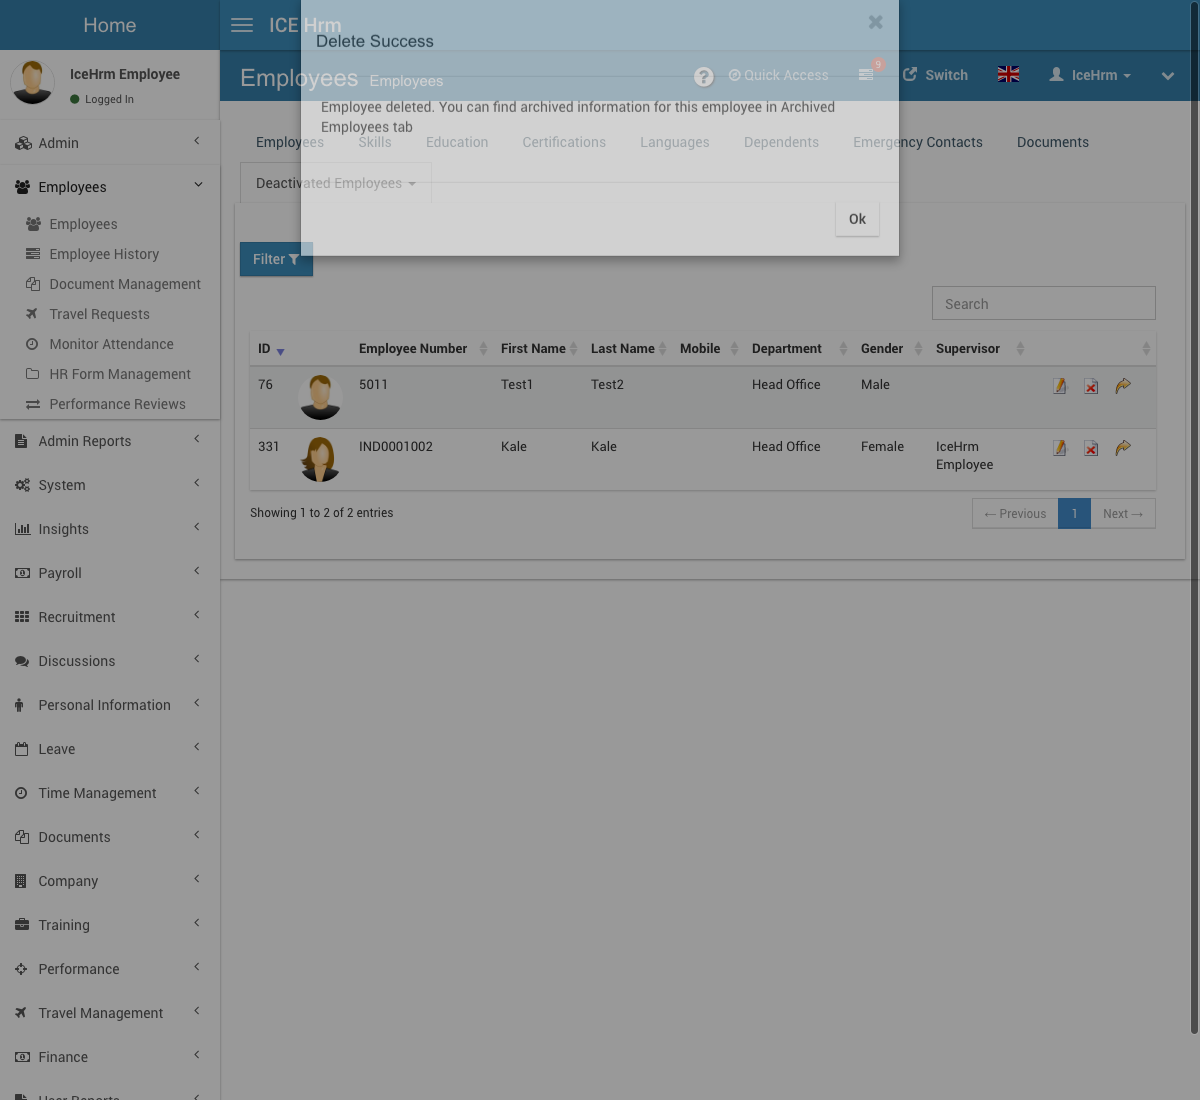 Home
ICE Hrm
Delete Success
IceHrm Employee
Logged In
Employees Employees
Quick Access
9
Switch
IceHrm
Employee deleted. You can find archived information for this employee in Archived
Employees tab
Employees Skills Education Certifications Languages Dependents Emergency Contacts Documents
Deactivated Employees
Ok
Admin
Employees
Employees
Employee History
Document Management
Travel Requests
Monitor Attendance
HR Form Management
Performance Reviews
Admin Reports
System
Insights
Payroll
Recruitment
Discussions
Personal Information
Leave
Time Management
Documents
Company
Training
Performance
Travel Management
Finance
User Reports
Filter
Search
ID Employee Number First Name Last Name Mobile Department Gender Supervisor
76 5011 Test1 Test2 Head Office Male
331 IND0001002 Kale Kale Head Office Female IceHrm
Employee
Showing 1 to 2 of 2 entries
← Previous 1 Next →